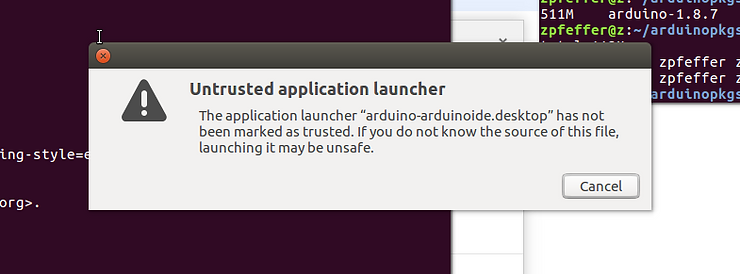 zpfeffer@z:~/arduinopkgs
511M arduino-1.8.7
zpfeffer@z:~/arduinopkgs
zpfeffer z
zpfeffer z
arduinopkgs
Untrusted application launcher
The application launcher “arduino-arduinoide.desktop” has not
been marked as trusted. If you do not know the source of this file,
launching it may be unsafe.
Cancel
ing-style=e
org>.